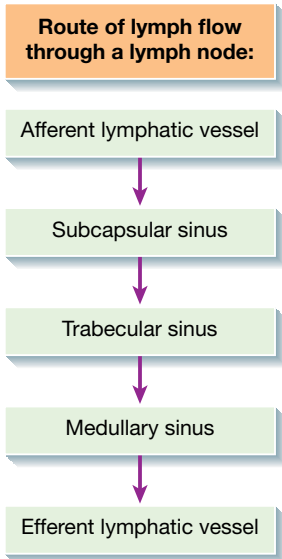 Route of lymph flow
through a lymph node:
Afferent lymphatic vessel
Subcapsular sinus
Trabecular sinus
Medullary sinus
Efferent lymphatic vessel